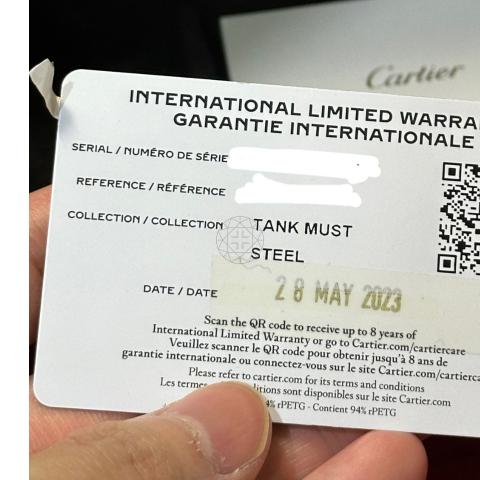 Cartier
INTERNATIONAL LIMITED WARRA
GARANTIE INTERNATIONALE
SERIAL / NUMÉRO DE SÉRIE
REFERENCE / RÉFÉRENCE
COLLECTION / COLLECTION TANK MUST
STEEL
DATE / DATE 28 MAY 2023
Scan the QR code to receive up to 8 years of
International Limited Warranty or go to Cartier.com/cartiercare
Veuillez scanner le QR code pour obtenir jusqu'à 8 ans de
garantie internationale ou connectez-vous sur le site Cartier.com/cartierca
Please refer to cartier.com for its terms and conditions
Les termes ditions sont disponibles sur le site Cartier.com
4% rPETG - Contient 94% rPETG